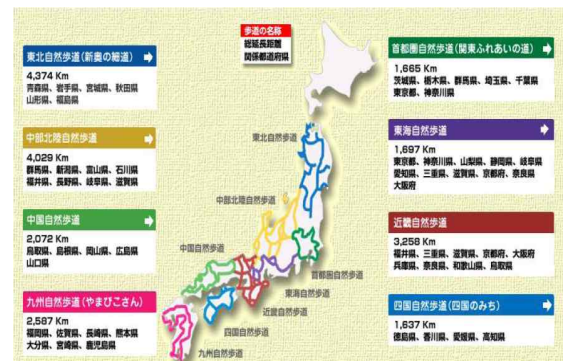 歩道の名称
総延長距離
関係都道府県
東北自然歩道(新奥の細道)
4,374 Km
青森県、岩手県、宮城県、秋田県
山形県、福島県
中部北陸自然歩道
4,029 Km
群馬県、新潟県、富山県、石川県
福井県、長野県、岐阜県、滋賀県
中国自然歩道
2,072 Km
鳥取県、島根県、岡山県、広島県
山口県
九州自然歩道(やまびこさん)
2,587 Km
福岡県、佐賀県、長崎県、熊本県
大分県、宮崎県、鹿児島県
首都圏自然歩道(関東ふれあいの道)
1,665 Km
茨城県、栃木県、群馬県、埼玉県、千葉県
東京都、神奈川県
東海自然歩道
1,697 Km
東京都、神奈川県、山梨県、静岡県、岐阜県
愛知県、三重県、滋賀県、京都府、奈良県
大阪府
近畿自然歩道
3,258 Km
福井県、三重県、滋賀県、京都府、大阪府
兵庫県、奈良県、和歌山県、鳥取県
四国自然歩道(四国のみち)
1,637 Km
徳島県、香川県、愛媛県、高知県
東北自然歩道
中部北陸自然歩道
中国自然歩道
首都圏自然歩道
東海自然歩道
近畿自然歩道
四国自然歩道
九州自然歩道